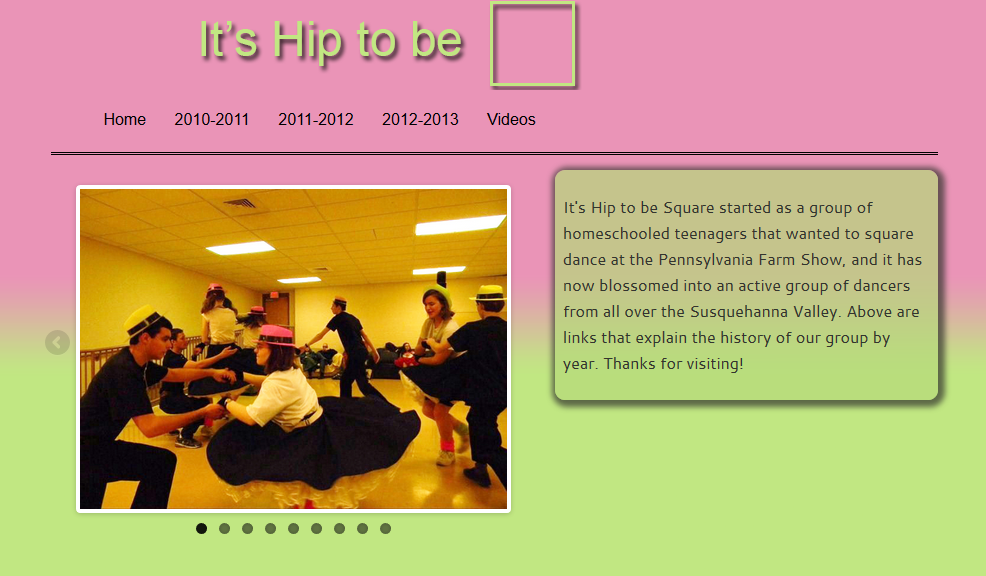 It’s Hip to be
Home 2010-2011 2011-2012 2012-2013 Videos
It's Hip to be Square started as a group of
homeschooled teenagers that wanted to square
dance at the Pennsylvania Farm Show, and it has
now blossomed into an active group of dancers
from all over the Susquehanna Valley. Above are
links that explain the history of our group by
year. Thanks for visiting!